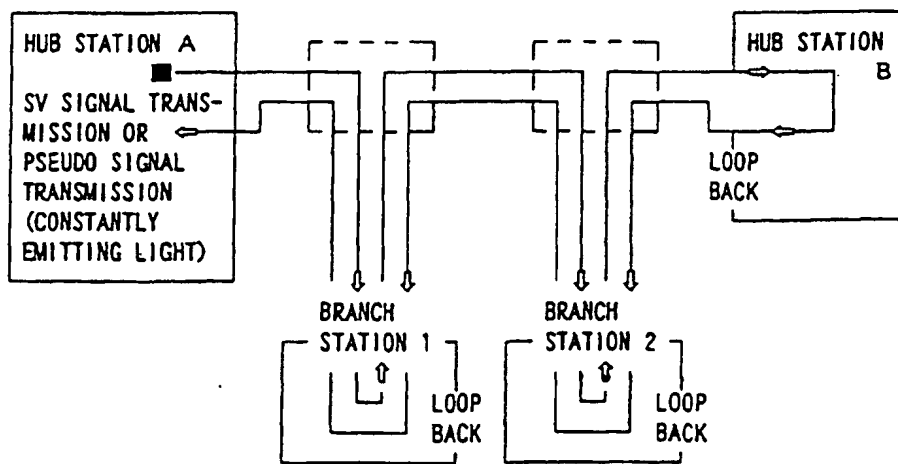 HUB STATION A
SV SIGNAL TRANS-
MISSION OR
PSEUDO SIGNAL
TRANSMISSION
(CONSTANTLY
EMITTING LIGHT)
HUB STATION
B
LOOP
BACK
BRANCH
STATION 1
LOOP
BACK
BRANCH
STATION 2
LOOP
BACK